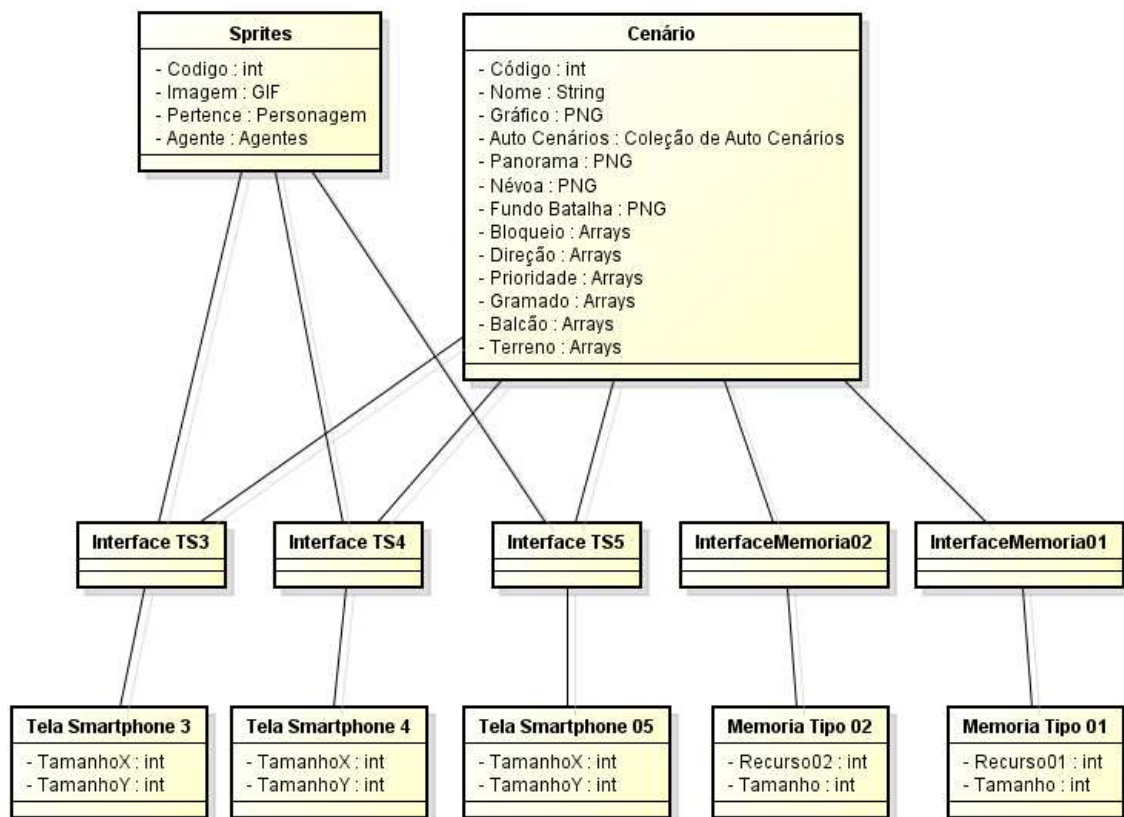 Sprites
- Codigo : int
- Imagem : GIF
- Pertence : Personagem
- Agente : Agentes
Cenário
- Código : int
- Nome : String
- Gráfico : PNG
- Auto Cenários : Coleção de Auto Cenários
- Panorama : PNG
- Névoa : PNG
- Fundo Batalha : PNG
- Bloqueio : Arrays
- Direção : Arrays
- Prioridade : Arrays
- Gramado : Arrays
- Balcão : Arrays
- Terreno : Arrays
Interface TS3
Interface TS4
Interface TS5
InterfaceMemoria02
InterfaceMemoria01
Tela Smartphone 3
- TamanhoX : int
- TamanhoY : int
Tela Smartphone 4
- TamanhoX : int
- TamanhoY : int
Tela Smartphone 05
- TamanhoX : int
- TamanhoY : int
Memoria Tipo 02
- Recurso02 : int
- Tamanho : int
Memoria Tipo 01
- Recurso01 : int
- Tamanho : int